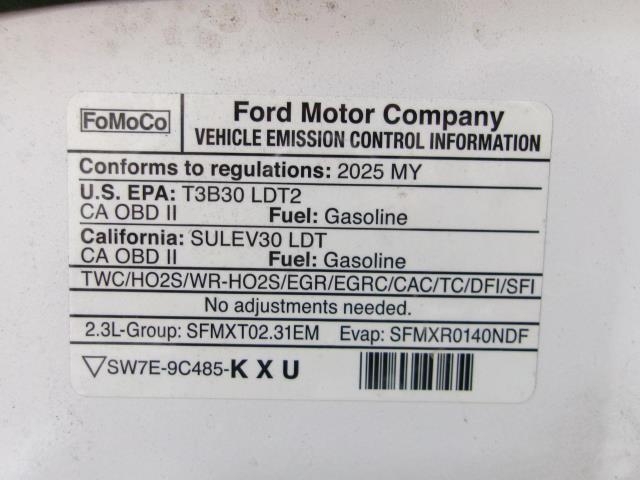 FoMoCo
Ford Motor Company
VEHICLE EMISSION CONTROL INFORMATION
Conforms to regulations: 2025 MY
U.S. EPA: T3B30 LDT2
CA OBD II Fuel: Gasoline
California: SULEV30 LDT
CA OBD II Fuel: Gasoline
TWC/HO2S/WR-HO2S/EGR/EGRC/CAC/TC/DFI/SFI
No adjustments needed.
2.3L-Group: SFMXT02.31EM Evap: SFMXR0140NDF
SW7E-9C485-K X U